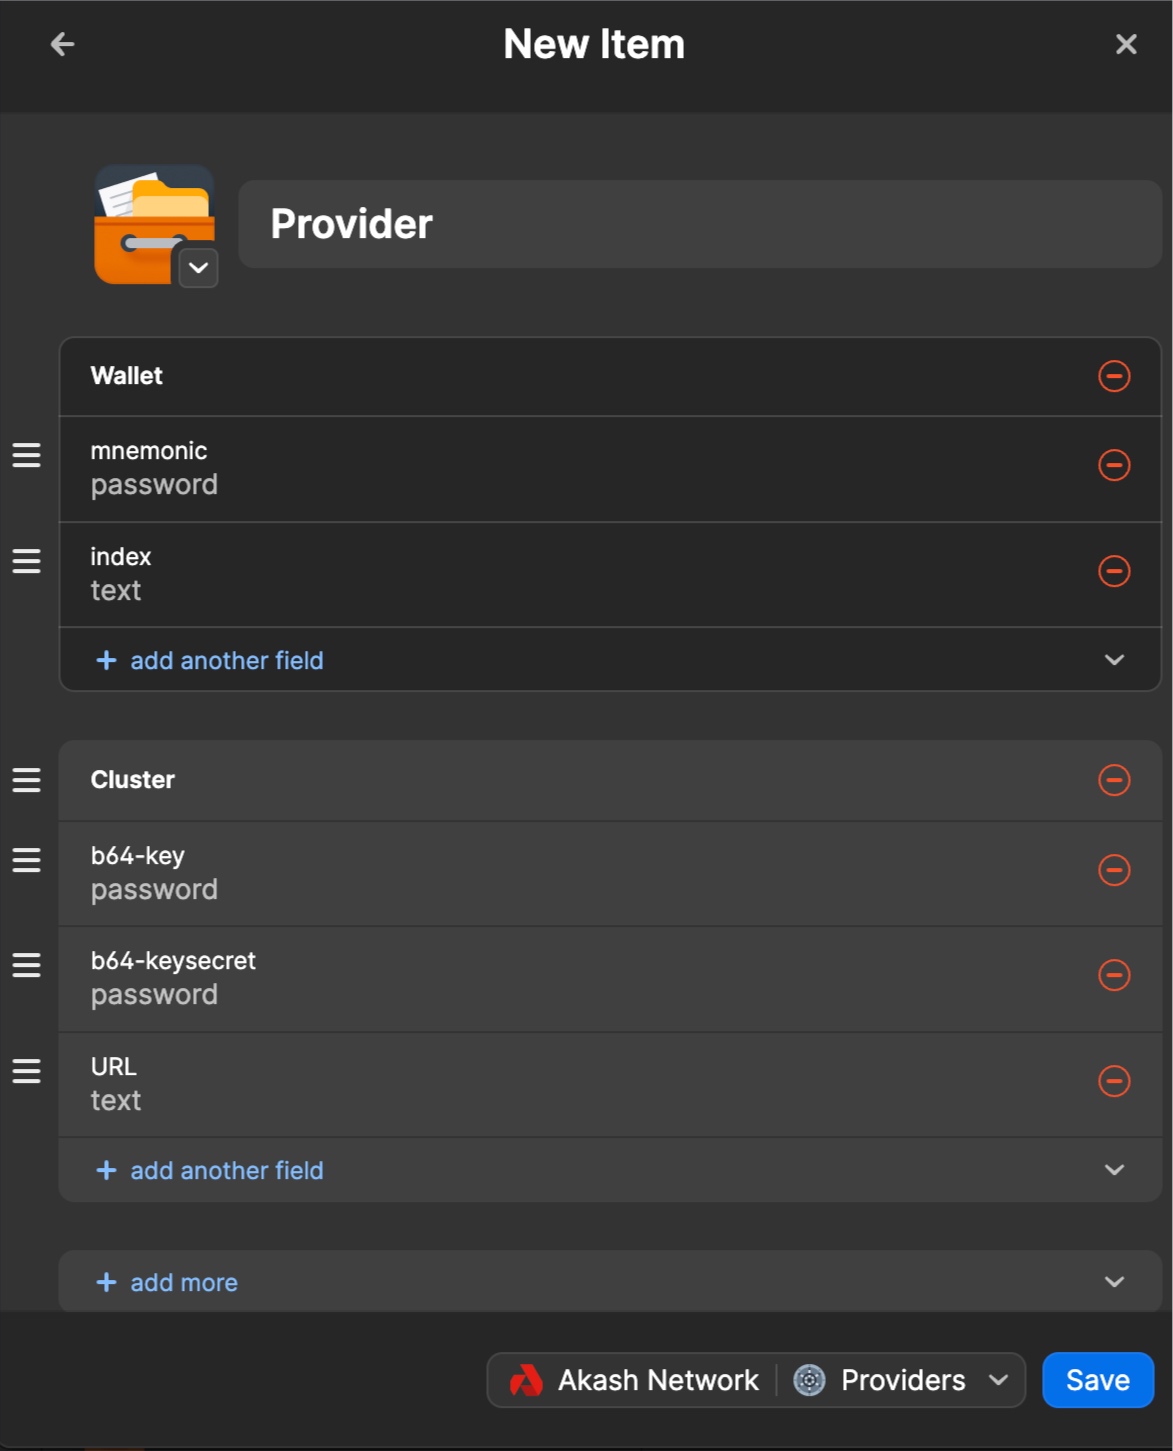 New Item
Provider
Wallet
mnemonic
password
index
text
add another field
Cluster
b64-key
password
b64-keysecret
password
URL
text
add another field
add more
Akash Network Providers Save